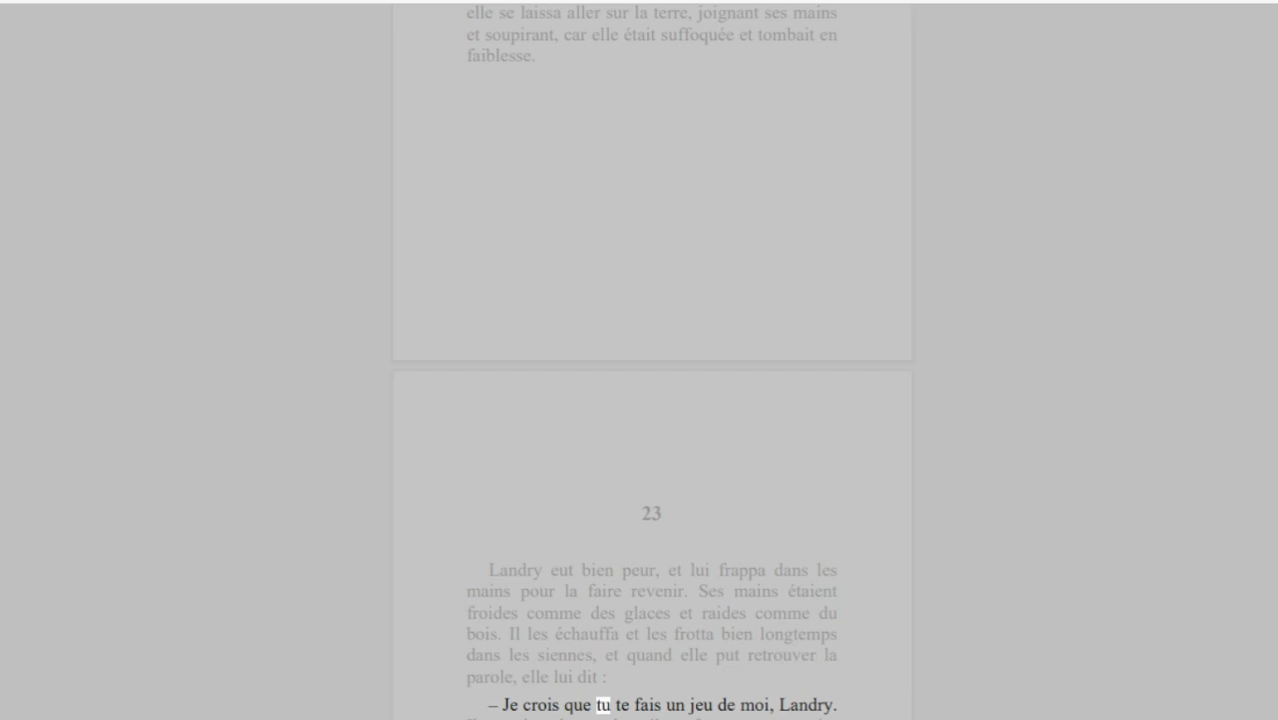 elle se laissa aller sur la terre, joignant ses mains
et soupirant, car elle était suffoquée et tombait en
faiblesse.
23
Landry eut bien peur, et lui frappa dans les
mains pour la faire revenir. Ses mains étaient
froides comme des glaces et raides comme du
bois. Il les échauffa et les frotta bien longtemps
dans les siennes, et quand elle put retrouver la
parole, elle lui dit :
– Je crois que tu te fais un jeu de moi, Landry.